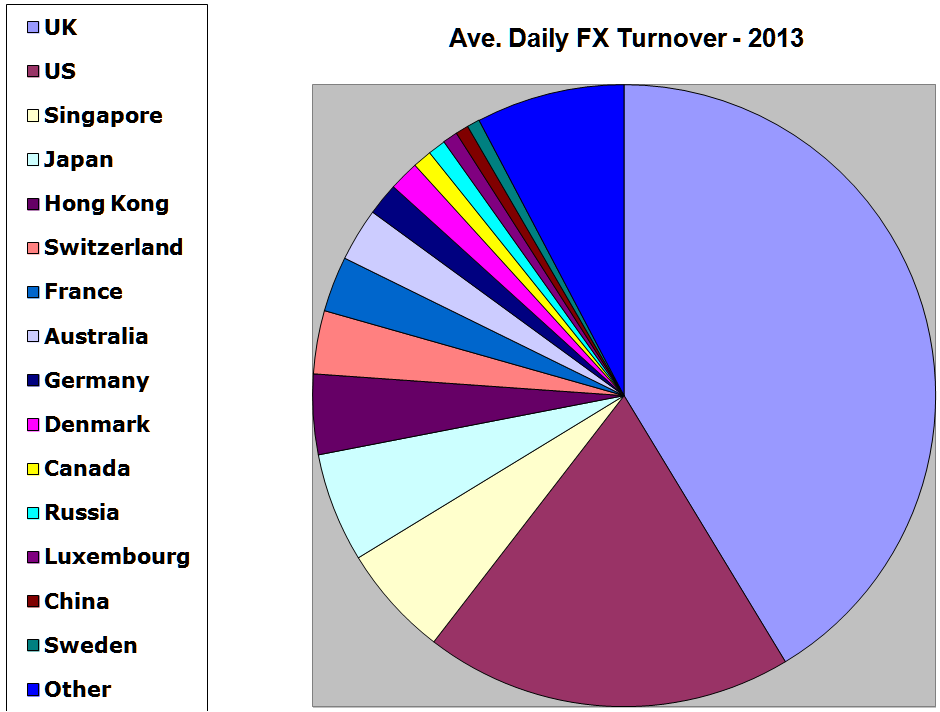 Ave. Daily FX Turnover - 2013
UK
US
Singapore
Japan
Hong Kong
Switzerland
France
Australia
Germany
Denmark
Canada
Russia
Luxembourg
China
Sweden
Other